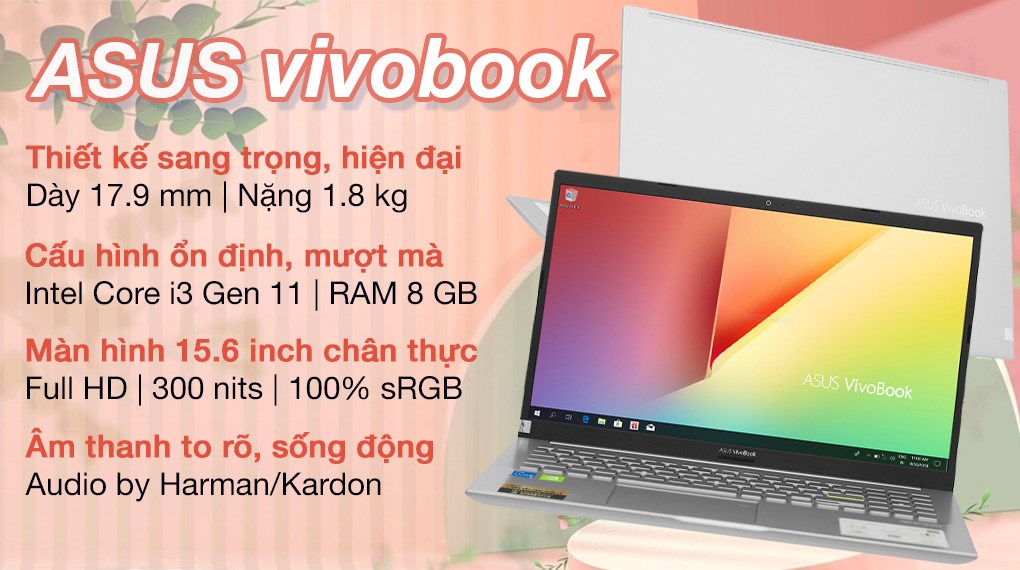 ASUS vivobook
Thiết kế sang trọng, hiện đại
Dày 17.9 mm | Nặng 1.8 kg
Cấu hình ổn định, mượt mà
Intel Core i3 Gen 11 | RAM 8 GB
Màn hình 15.6 inch chân thực
Full HD | 300 nits | 100% sRGB
Âm thanh to rõ, sống động
Audio by Harman/Kardon
ASUS VivoBook
ASUS VivoBook
ASUS VivoBook